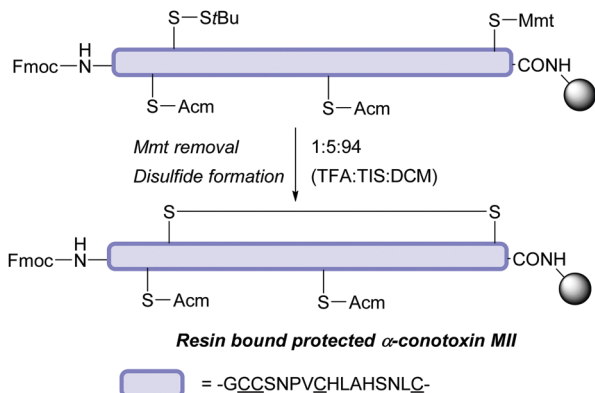 S—StBu
S—Mmt
H
Fmoc—N
CONH
S—Acm
S—Acm
Mmt removal
1:5:94
Disulfide formation
(TFA:TIS:DCM)
S
S
H
Fmoc—N
CONH
S—Acm
S—Acm
Resin bound protected α-conotoxin MII
= -GCCSNPVCHLAHSNLC-